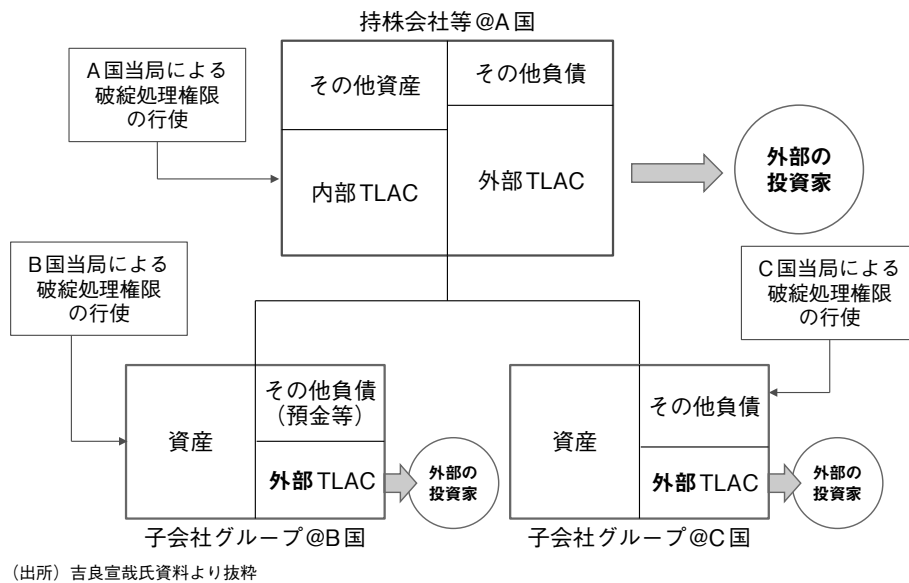 持株会社等@A国
A国当局による
破綻処理権限
の行使
その他資産
その他負債
内部TLAC
外部TLAC
外部の
投資家
B国当局による
破綻処理権限
の行使
C国当局による
破綻処理権限
の行使
資産
その他負債
（預金等）
外部TLAC
外部の
投資家
資産
その他負債
外部TLAC
外部の
投資家
子会社グループ@B国
子会社グループ@C国
（出所）吉良宣哉氏資料より抜粋